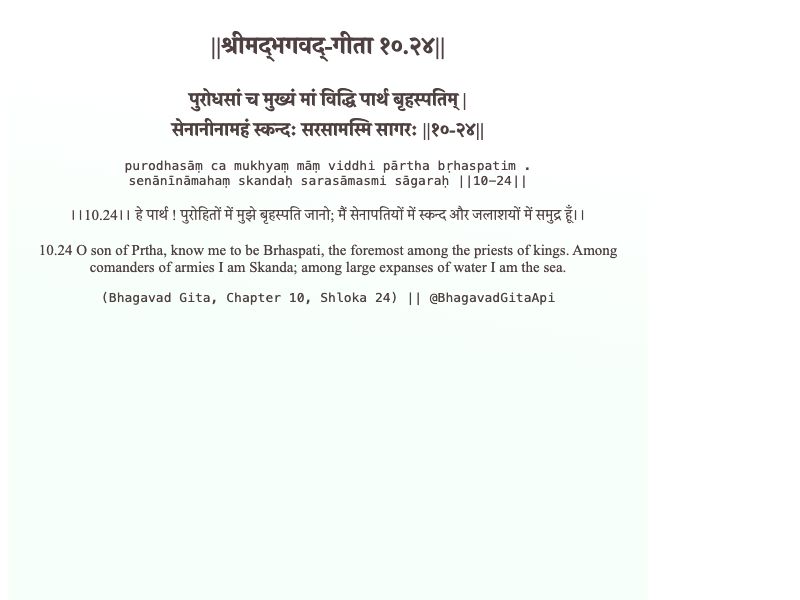 ||श्रीमद्‍भगवद्‍-गीता १०.२४||
पुरोधसां च मुख्यं मां विद्धि पार्थ बृहस्पतिम् |
सेनानीनामहं स्कन्दः सरसामस्मि सागरः ||१०-२४||
purodhasāṃ ca mukhyaṃ māṃ viddhi pārtha bṛhaspatim .
senānīnāmahaṃ skandaḥ sarasāmasmi sāgaraḥ ||10-24||
।।10.24।। हे पार्थ ! पुरोहितों में मुझे बृहस्पति जानो; मैं सेनापतियों में स्कन्द और जलाशयों में समुद्र हूँ।।
10.24 O son of Prtha, know me to be Brhaspati, the foremost among the priests of kings. Among
comanders of armies I am Skanda; among large expanses of water I am the sea.
(Bhagavad Gita, Chapter 10, Shloka 24) || @BhagavadGitaApi